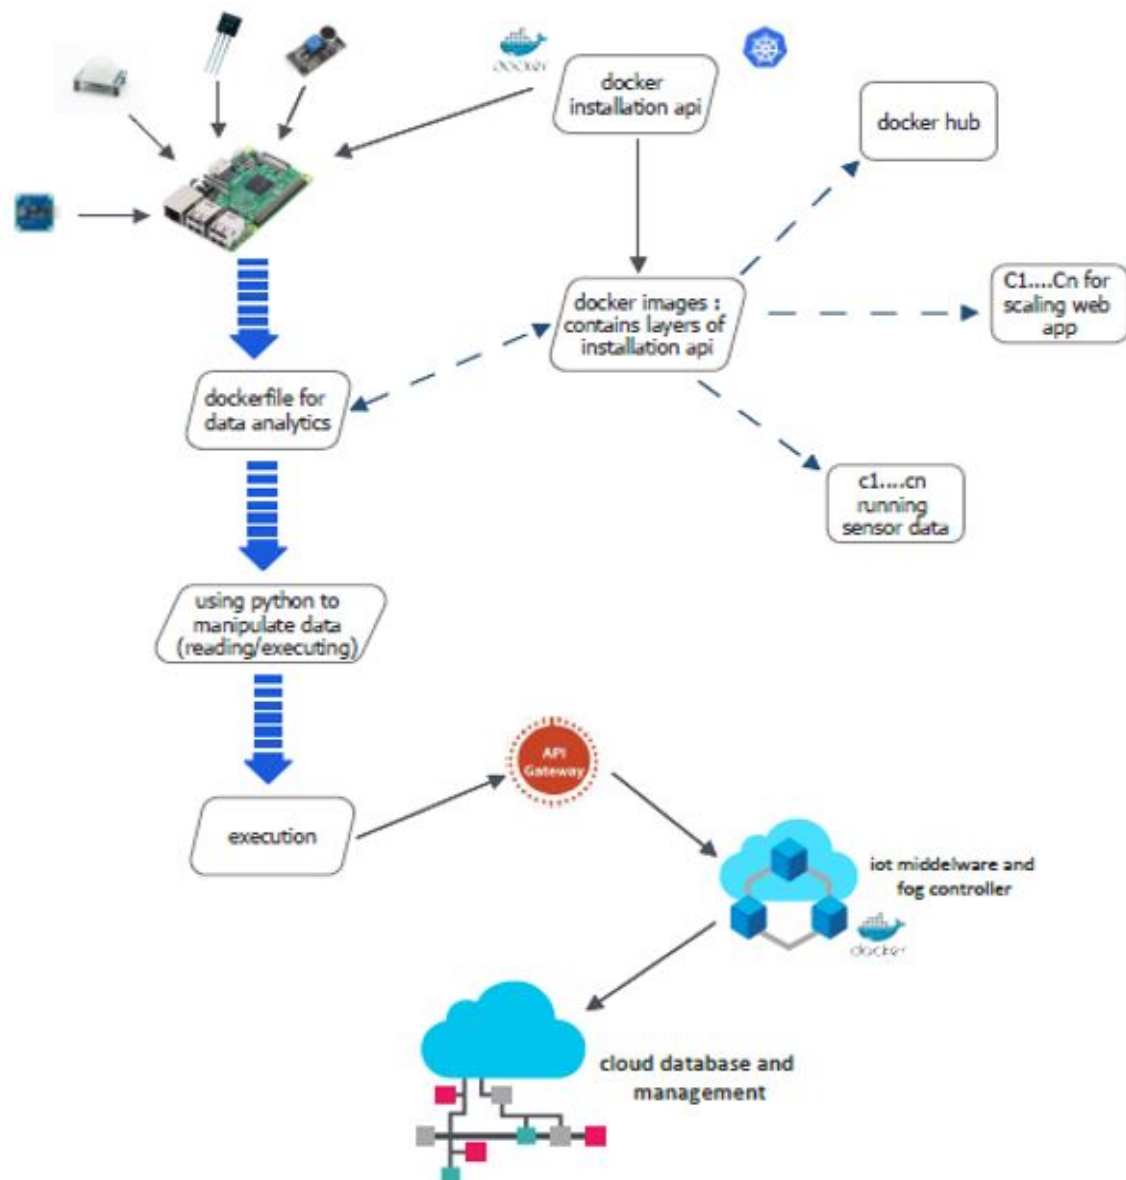 docker
docker
installation api
docker hub
docker images :
contains layers of
installation api
C1....Cn for
scaling web
app
dockerfile for
data analytics
c1....cn
running
sensor data
using python to
manipulate data
(reading/executing)
API
Gateway
execution
iot middelware and
fog controller
docker
cloud database and
management